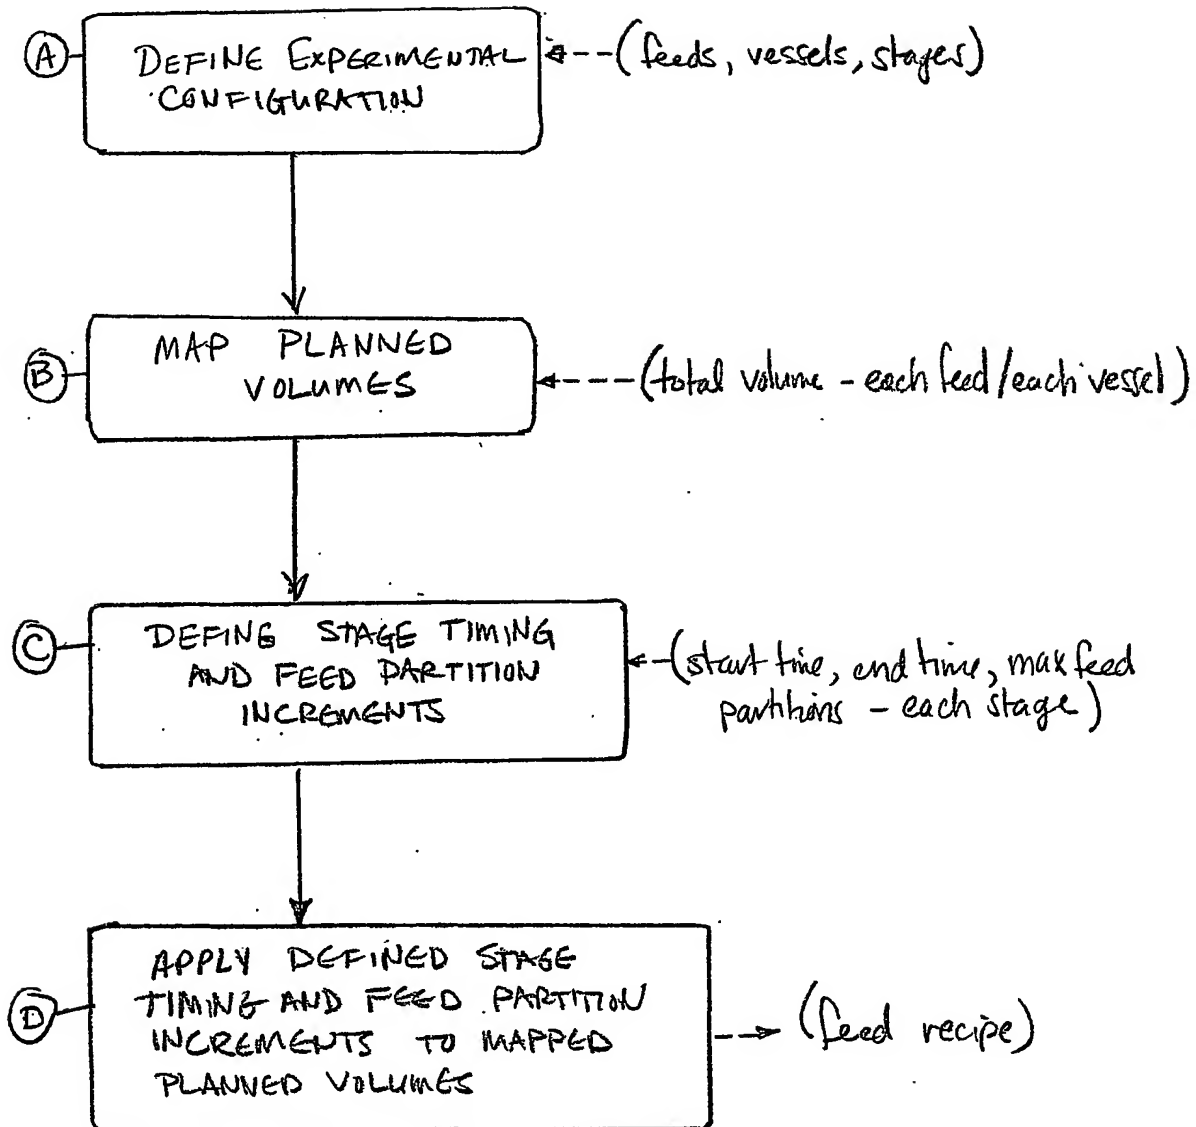 A
DEFINE EXPERIMENTAL
CONFIGURATION
(feeds, vessels, stages)
B
MAP PLANNED
VOLUMES
(total volume - each feed/each vessel)
C
DEFINE STAGE TIMING
AND FEED PARTITION
INCREMENTS
(start time, end time, max feed
partitions - each stage)
D
APPLY DEFINED STAGE
TIMING AND FEED PARTITION
INCREMENTS TO MAPPED
PLANNED VOLUMES
(feed recipe)